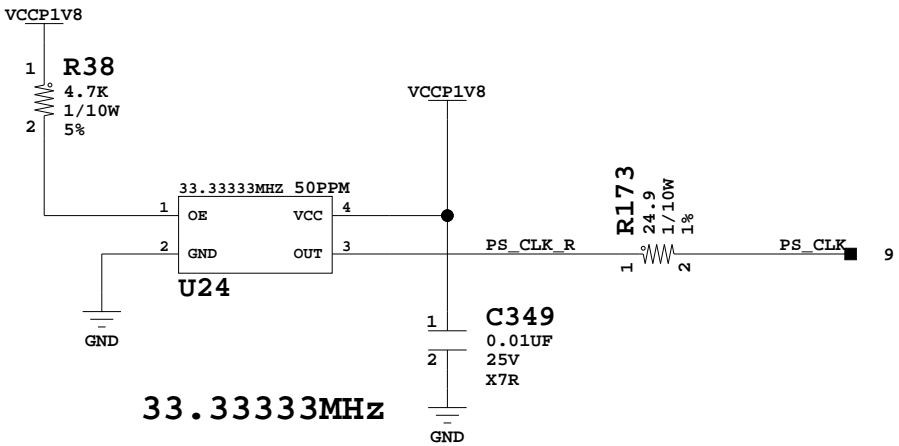 VCCP1V8
1
R38
4.7K
1/10W
5%
2
VCCP1V8
33.33333MHZ 50PPM
1
OE
VCC
4
2
GND
OUT
3
U24
GND
PS_CLK_R
R173
24.9
1/10W
1%
1
2
PS_CLK
9
1
C349
0.01UF
25V
X7R
2
GND
33.33333MHz